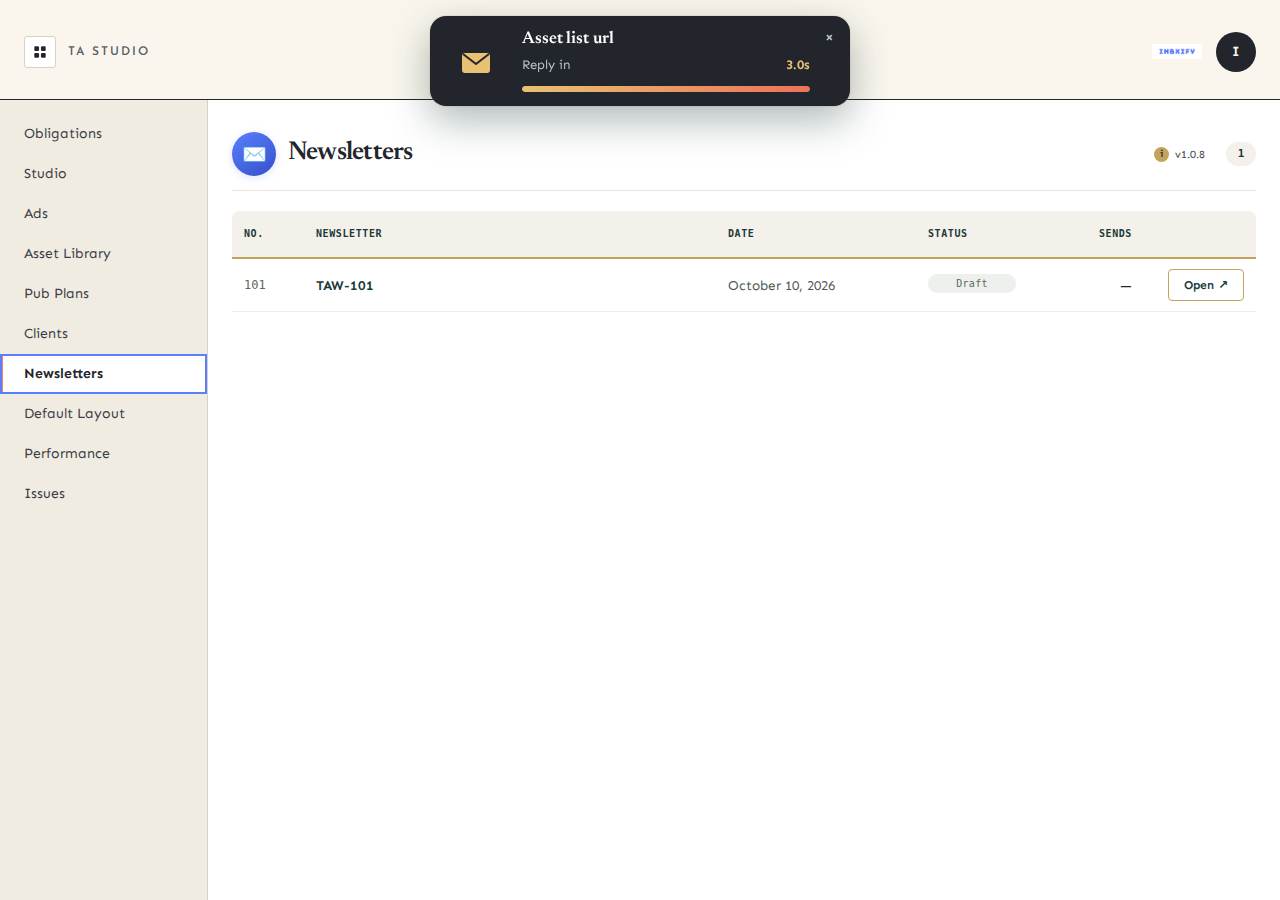 TA STUDIO
Asset list url
×
Reply in
3.0s
INBXIFY
I
Obligations
Studio
Ads
Asset Library
Pub Plans
Clients
Newsletters
Default Layout
Performance
Issues
Newsletters
i v1.0.8
1
NO. NEWSLETTER DATE STATUS SENDS
101 TAW-101 October 10, 2026 Draft — Open ↗